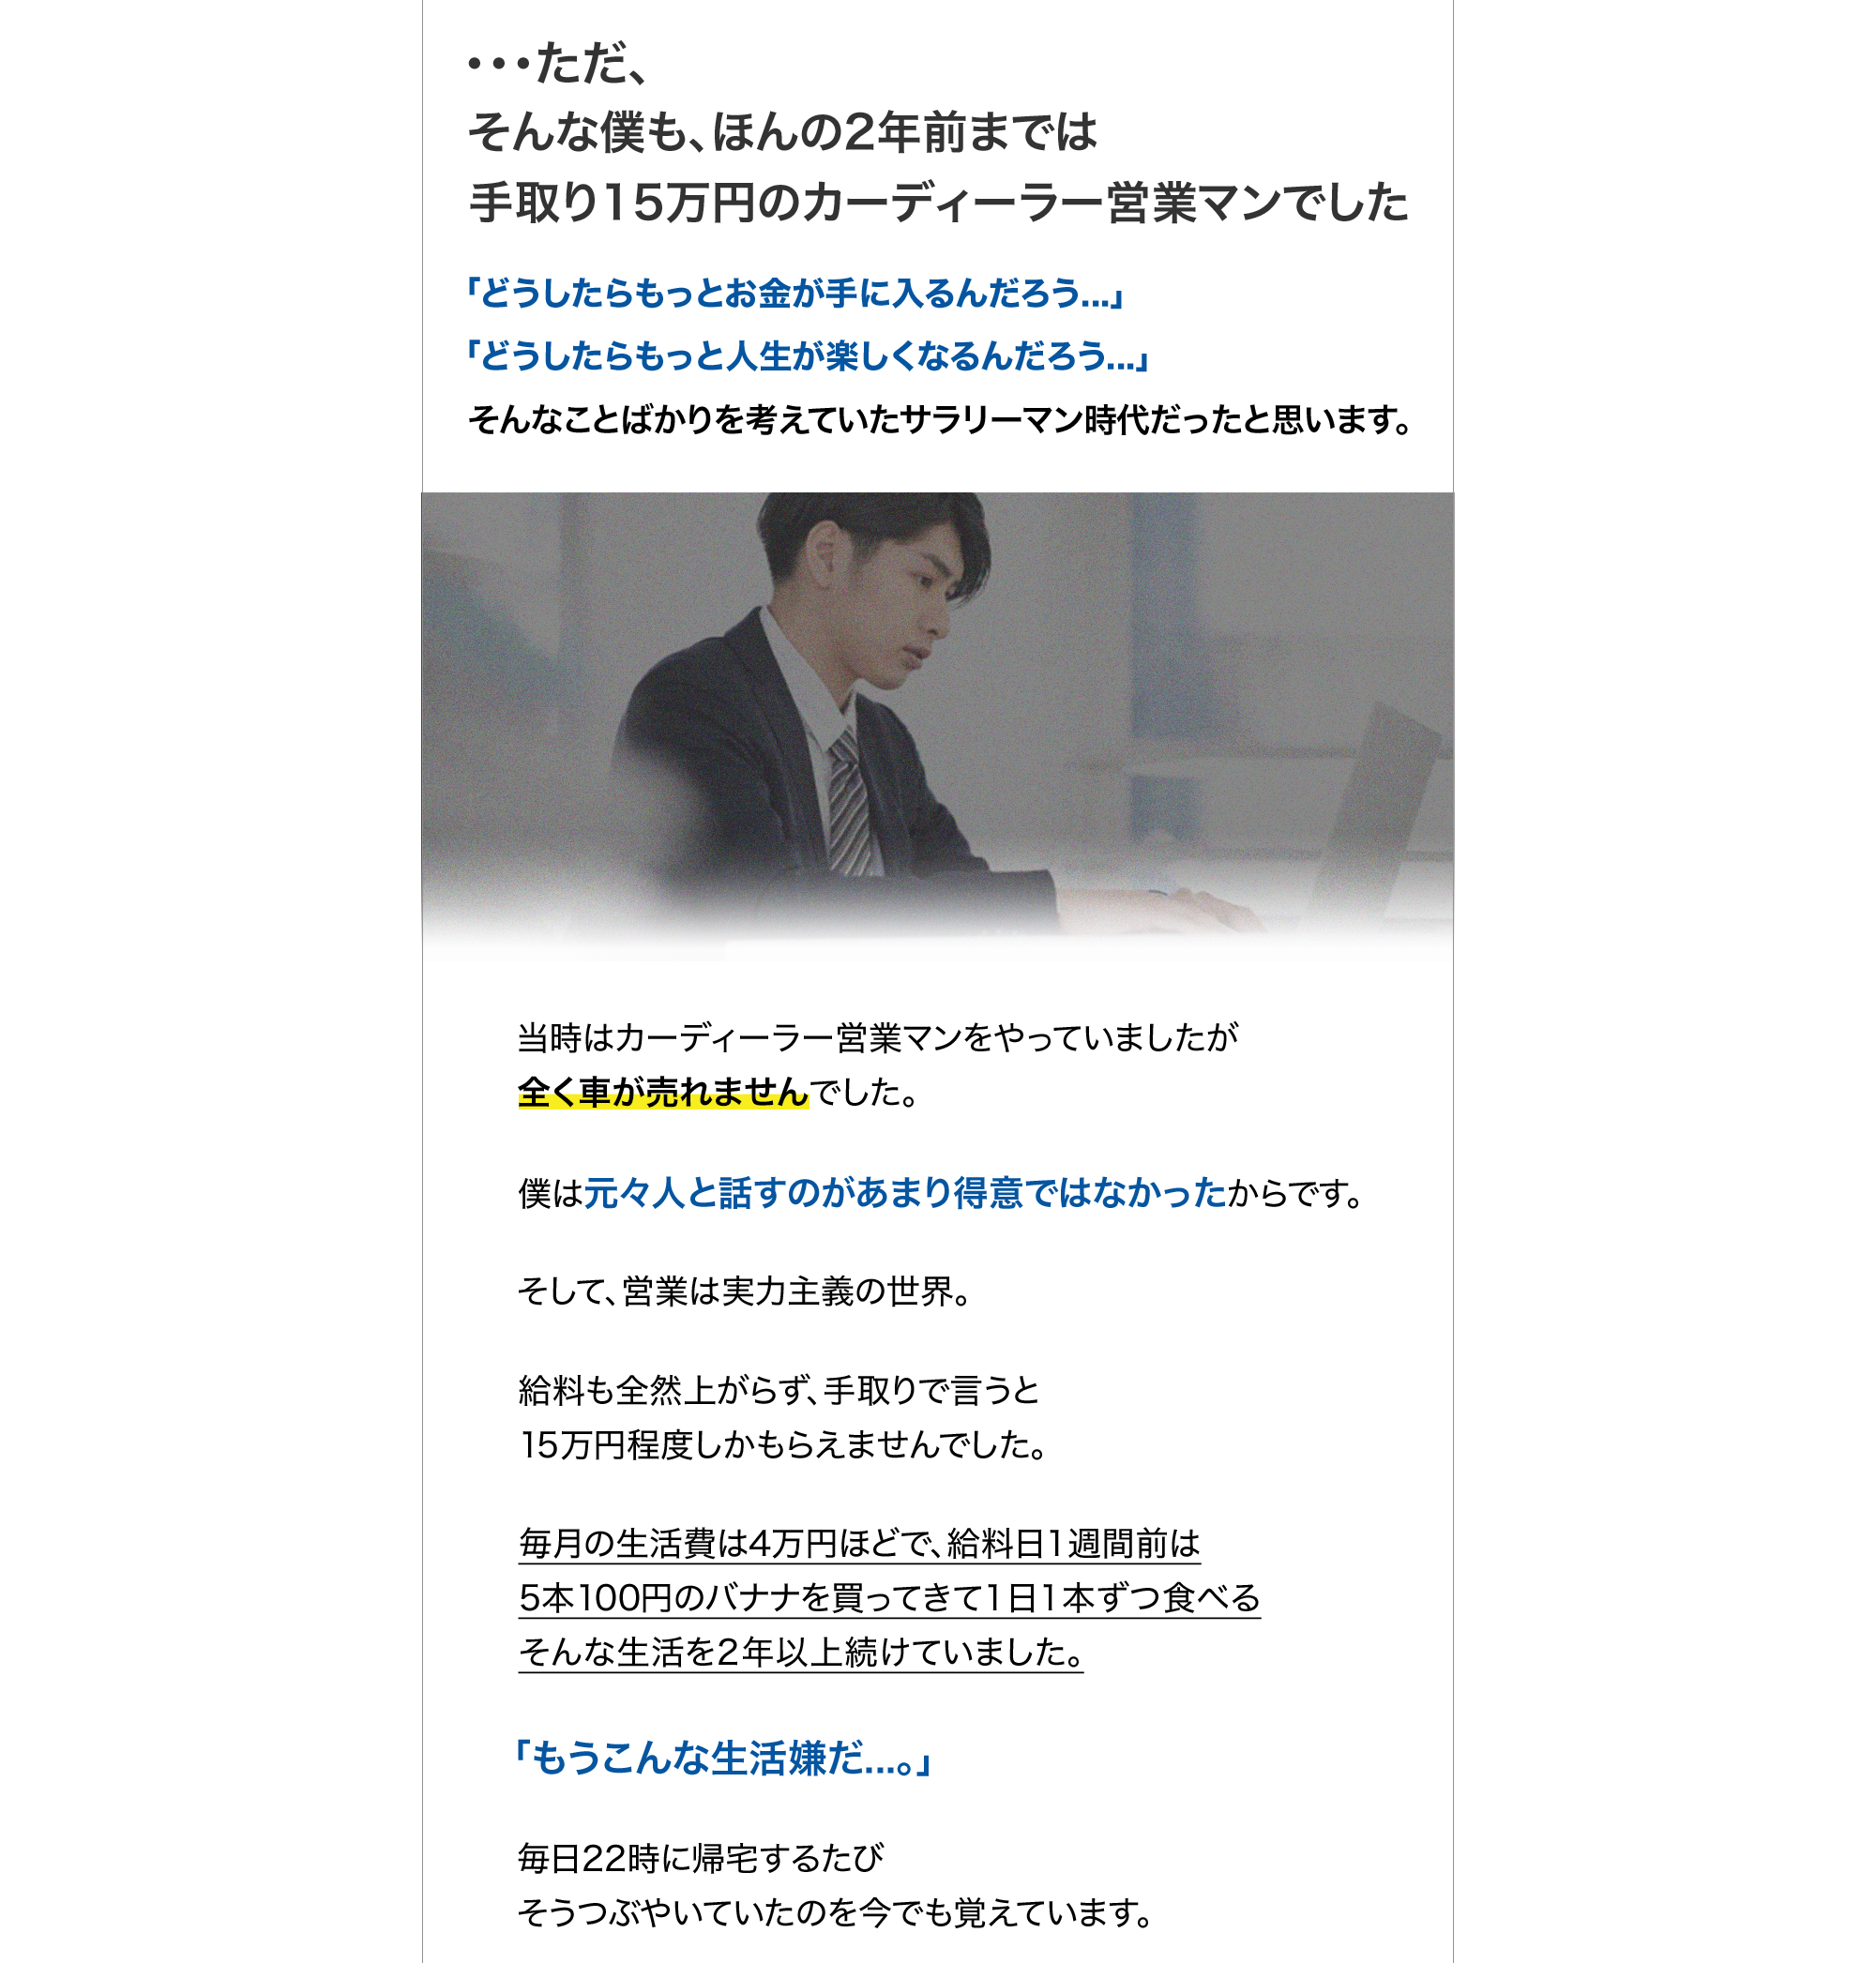 ・・・ただ、
そんな僕も、ほんの2年前までは
手取り15万円のカーディーラー営業マンでした
「どうしたらもっとお金が手に入るんだろう...」
「どうしたらもっと人生が楽しくなるんだろう...」
そんなことばかりを考えていたサラリーマン時代だったと思います。
当時はカーディーラー営業マンをやっていましたが
全く車が売れませんでした。
僕は元々人と話すのがあまり得意ではなかったからです。
そして、営業は実力主義の世界。
給料も全然上がらず、手取りで言うと
15万円程度しかもらえませんでした。
毎月の生活費は4万円ほどで、給料日1週間前は
5本100円のバナナを買ってきて1日1本ずつ食べる
そんな生活を2年以上続けていました。
「もうこんな生活嫌だ...。」
毎日22時に帰宅するたび
そうつぶやいていたのを今でも覚えています。